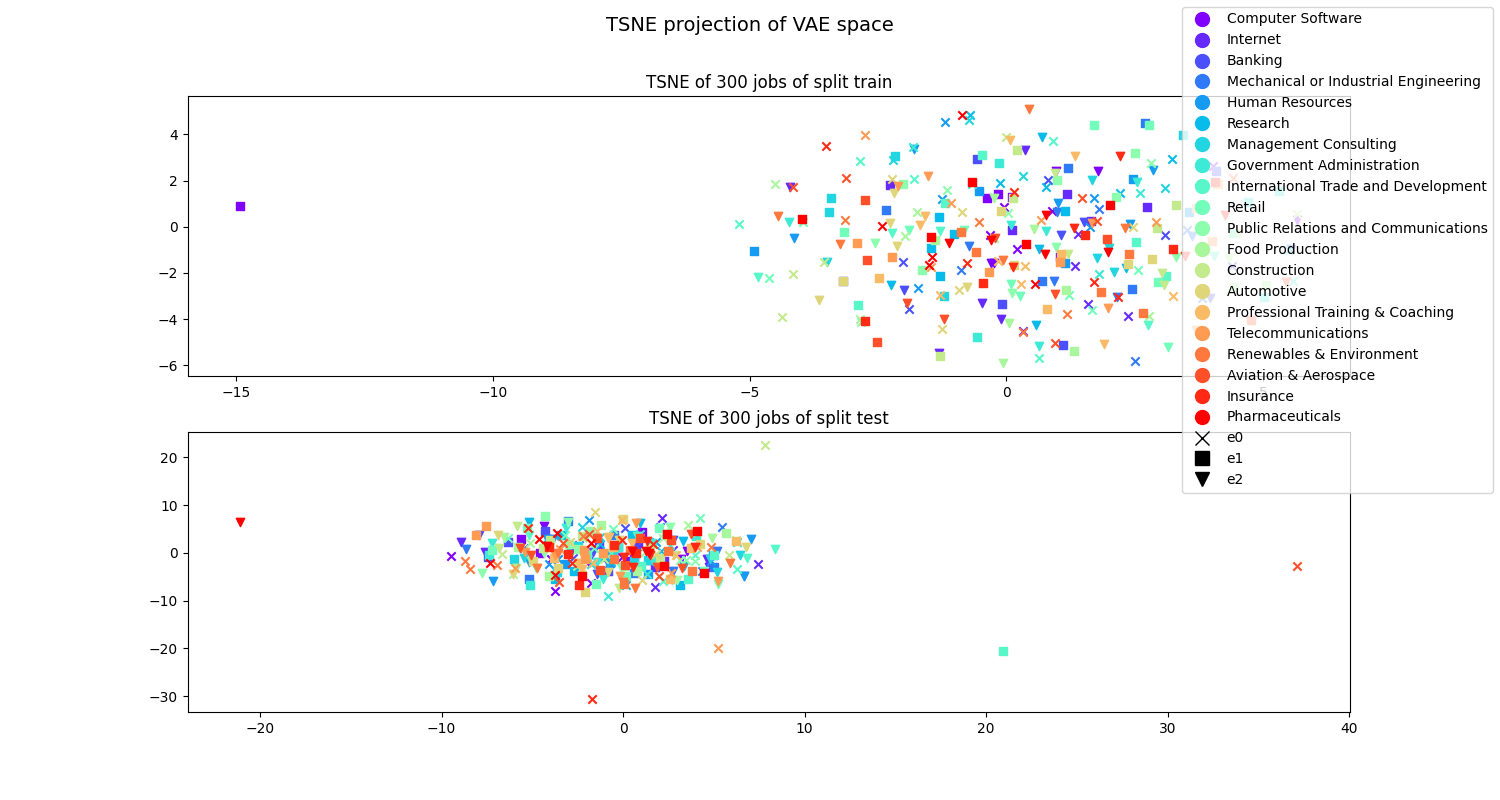 TSNE projection of VAE space
TSNE of 300 jobs of split train
4
2
0
−2
−4
−6
−15
−10
−5
0
5
TSNE of 300 jobs of split test
20
10
0
−10
−20
−30
−20
−10
0
10
20
30
40
Computer Software
Internet
Banking
Mechanical or Industrial Engineering
Human Resources
Research
Management Consulting
Government Administration
International Trade and Development
Retail
Public Relations and Communications
Food Production
Construction
Automotive
Professional Training & Coaching
Telecommunications
Renewables & Environment
Aviation & Aerospace
Insurance
Pharmaceuticals
e0
e1
e2